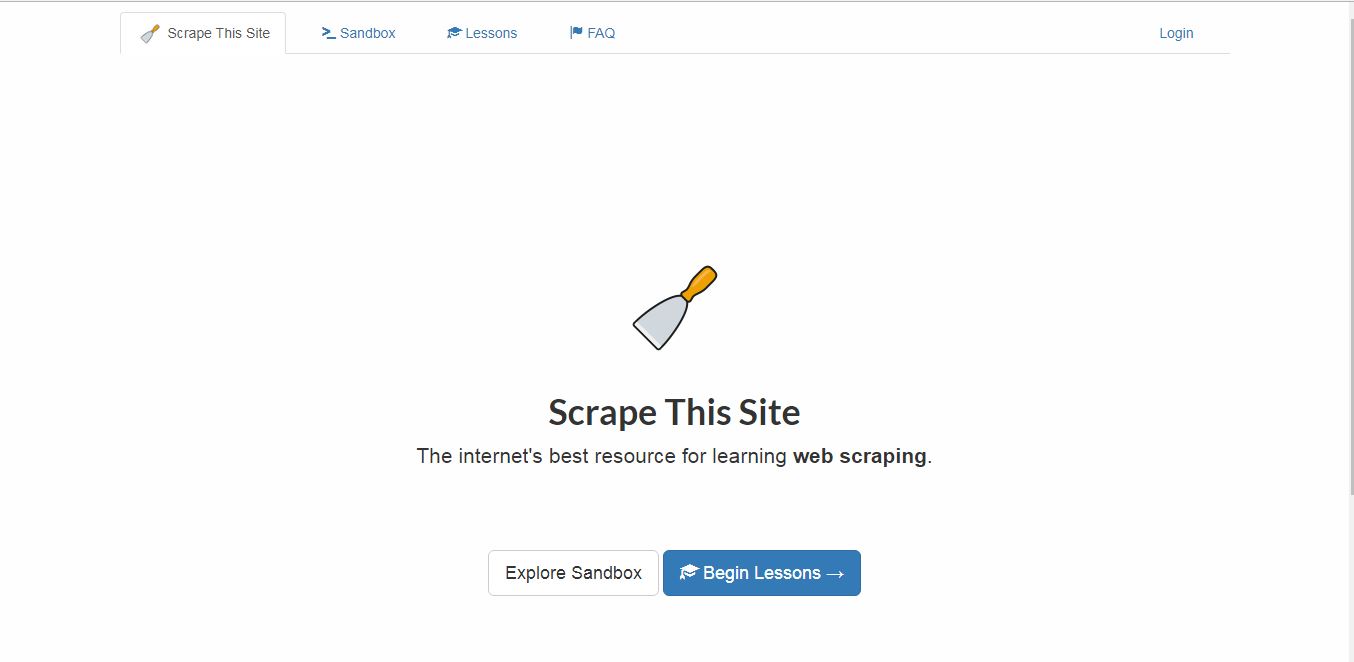 Scrape This Site Sandbox Lessons FAQ Login
Scrape This Site
The internet's best resource for learning web scraping.
Explore Sandbox Begin Lessons →